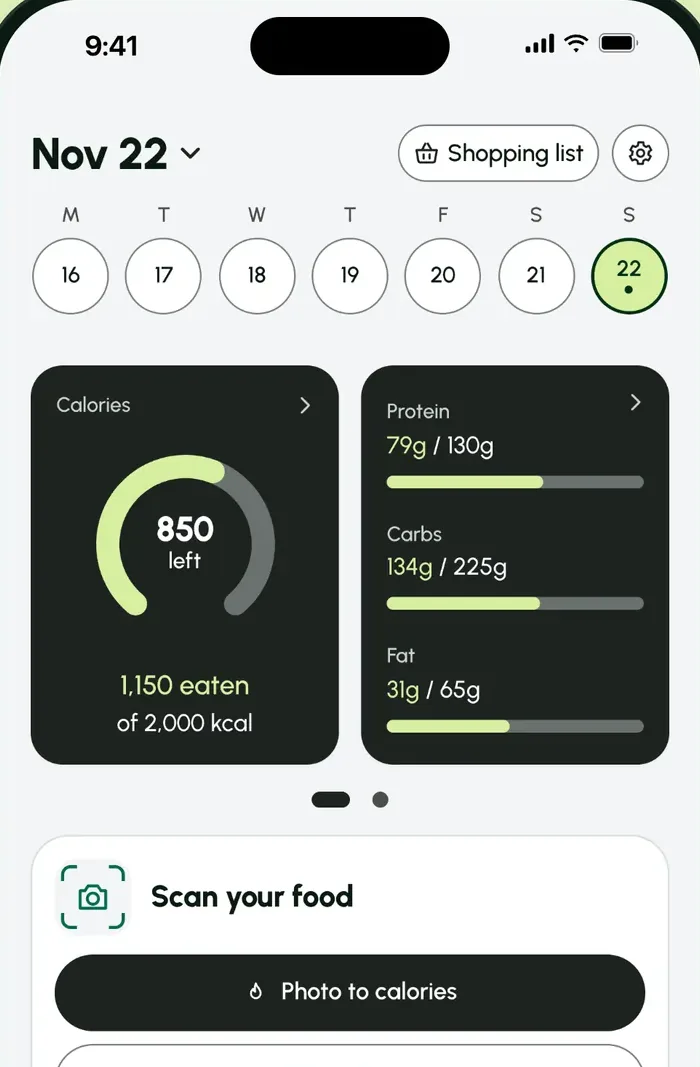 9:41
Nov 22
Shopping list
M T W T F S S
16 17 18 19 20 21 22
Calories
850
left
1,150 eaten
of 2,000 kcal
Protein
79g / 130g
Carbs
134g / 225g
Fat
31g / 65g
Scan your food
Photo to calories